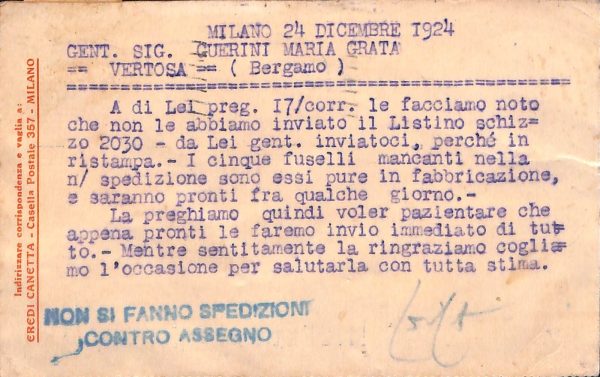 MILANO 24 DICEMBRE 1924
GENT. SIG. GUERINI MARIA GRATA
== VERTOSA == ( Bergamo )
A di Lei preg. I7/corr. le facciamo noto
che non le abbiamo inviato il Listino schiz=
zo 2030 - da Lei gent. inviatoci, perché in
ristampa.- I cinque fuselli mancanti nella
n/ spedizione sono essi pure in fabbricazione,
e saranno pronti fra qualche giorno.-
La preghiamo quindi voler pazientare che
appena pronti le faremo invio immediato di tut=
to.- Mentre sentitamente la ringraziamo coglia=
mo l'occasione per salutarla con tutta stima.
NON SI FANNO SPEDIZIONI
CONTRO ASSEGNO
Indirizzare corrispondenza e vaglia a:
EREDI CANETTA - Casella Postale 357 - MILANO